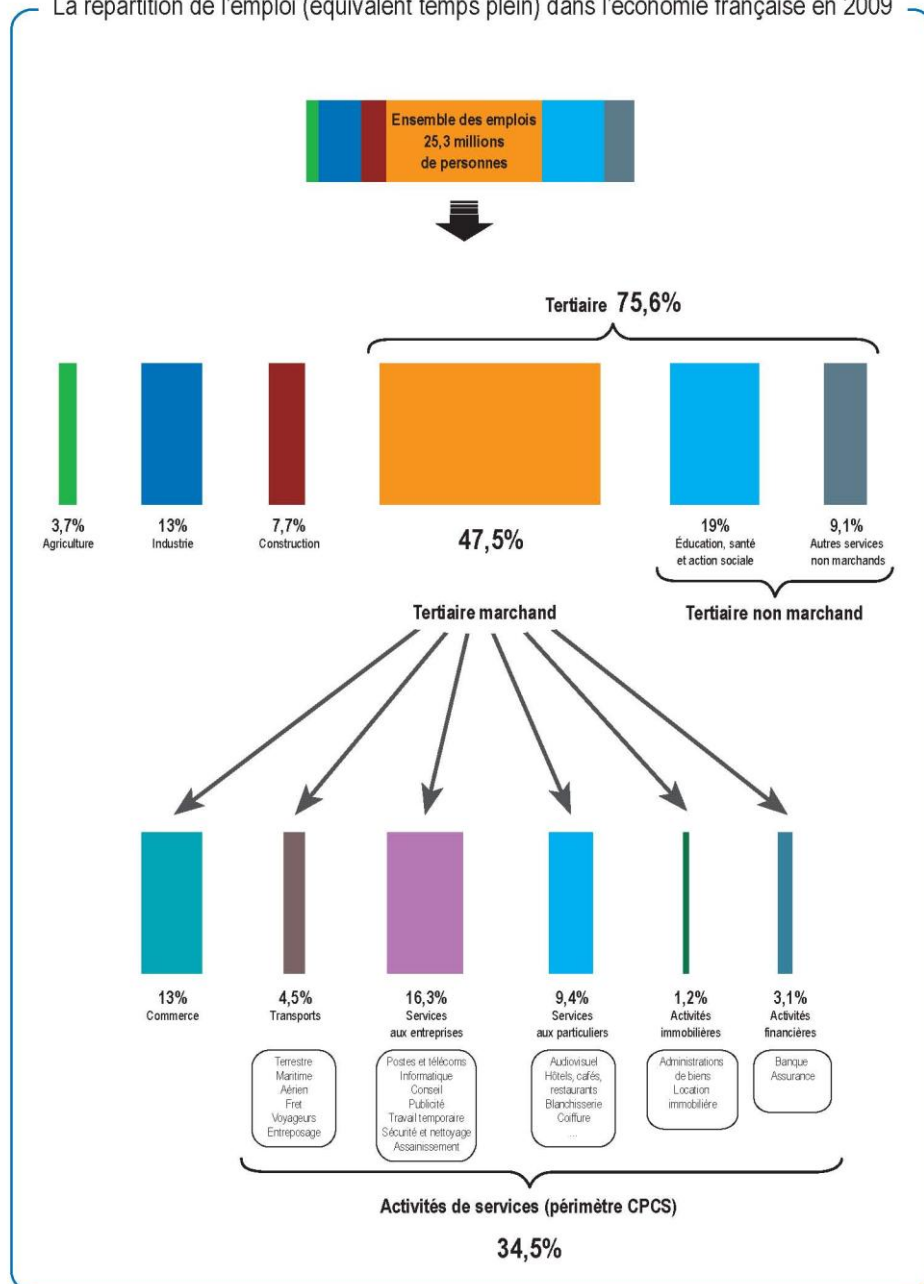 La répartition de l'emploi (équivalent temps plein) dans l'économie française en 2009
Ensemble des emplois
25,3 millions
de personnes
Tertiaire 75,6%
3,7%
Agriculture
13%
Industrie
7,7%
Construction
47,5%
19%
Éducation, santé
et action sociale
9,1%
Autres services
non marchands
Tertiaire marchand
Tertiaire non marchand
13%
Commerce
4,5%
Transports
16,3%
Services
aux entreprises
9,4%
Services
aux particuliers
1,2%
Activités
immobilières
3,1%
Activités
financières
Terrestre
Maritime
Aérien
Fret
Voyageurs
Entreposage
Postes et télécoms
Informatique
Conseil
Publicité
Travail temporaire
Sécurité et nettoyage
Assainissement
Audiovisuel
Hôtels, cafés,
restaurants
Blanchisserie
Coiffure
...
Administrations
de biens
Location
immobilière
Banque
Assurance
Activités de services (périmètre CPCS)
34,5%